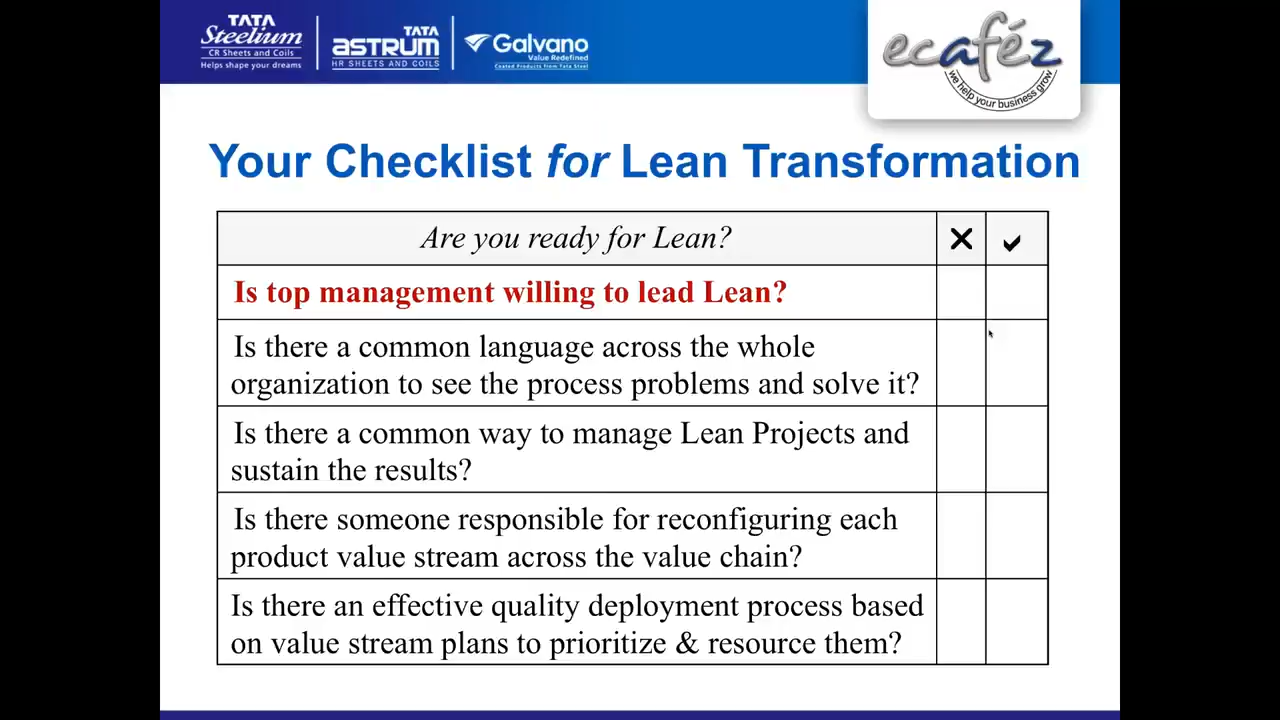 TATA
Steelium
CR Sheets and Coils
Helps shape your dreams
TATA
ASTRUM
HR SHEETS AND COILS
Galvano
Value Redefined
Coated Products from Tata Steel
ecaféz
we help your business grow
Your Checklist for Lean Transformation
Are you ready for Lean?
Is top management willing to lead Lean?
Is there a common language across the whole
organization to see the process problems and solve it?
Is there a common way to manage Lean Projects and
sustain the results?
Is there someone responsible for reconfiguring each
product value stream across the value chain?
Is there an effective quality deployment process based
on value stream plans to prioritize & resource them?